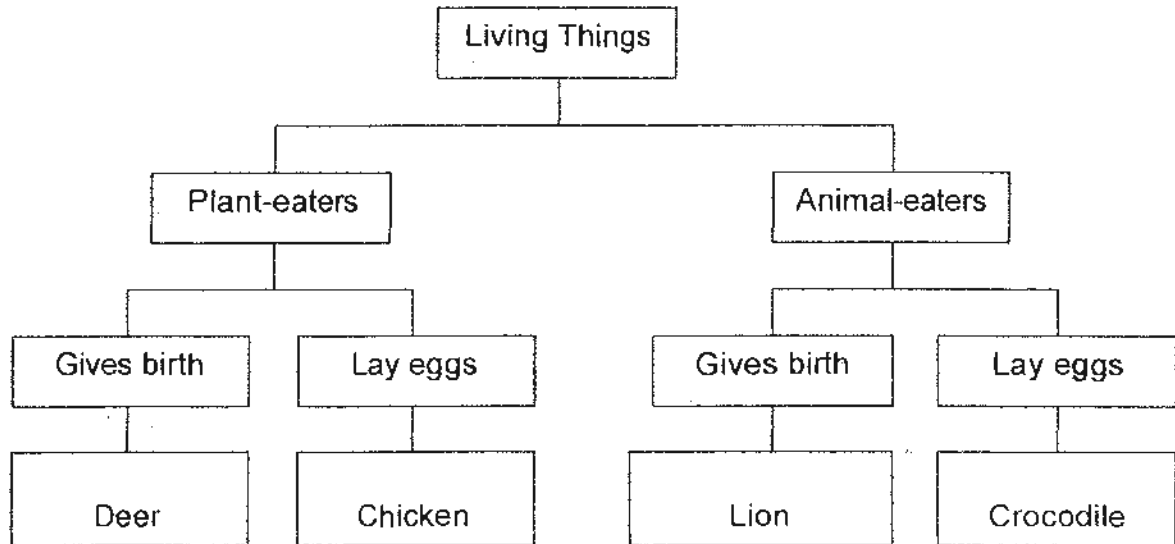 Living Things
Plant-eaters
Animal-eaters
Gives birth
Lay eggs
Gives birth
Lay eggs
Deer
Chicken
Lion
Crocodile